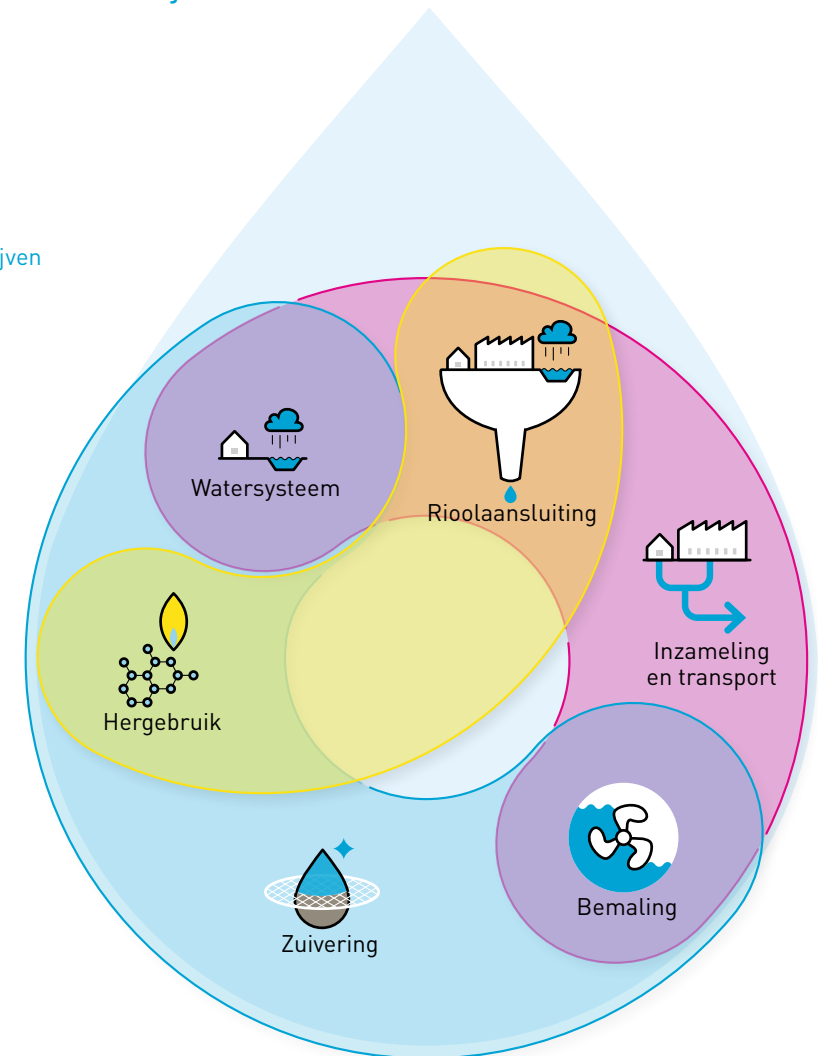 jven
Watersysteem
Rioolaansluiting
Inzameling
en transport
Hergebruik
Bemaling
Zuivering